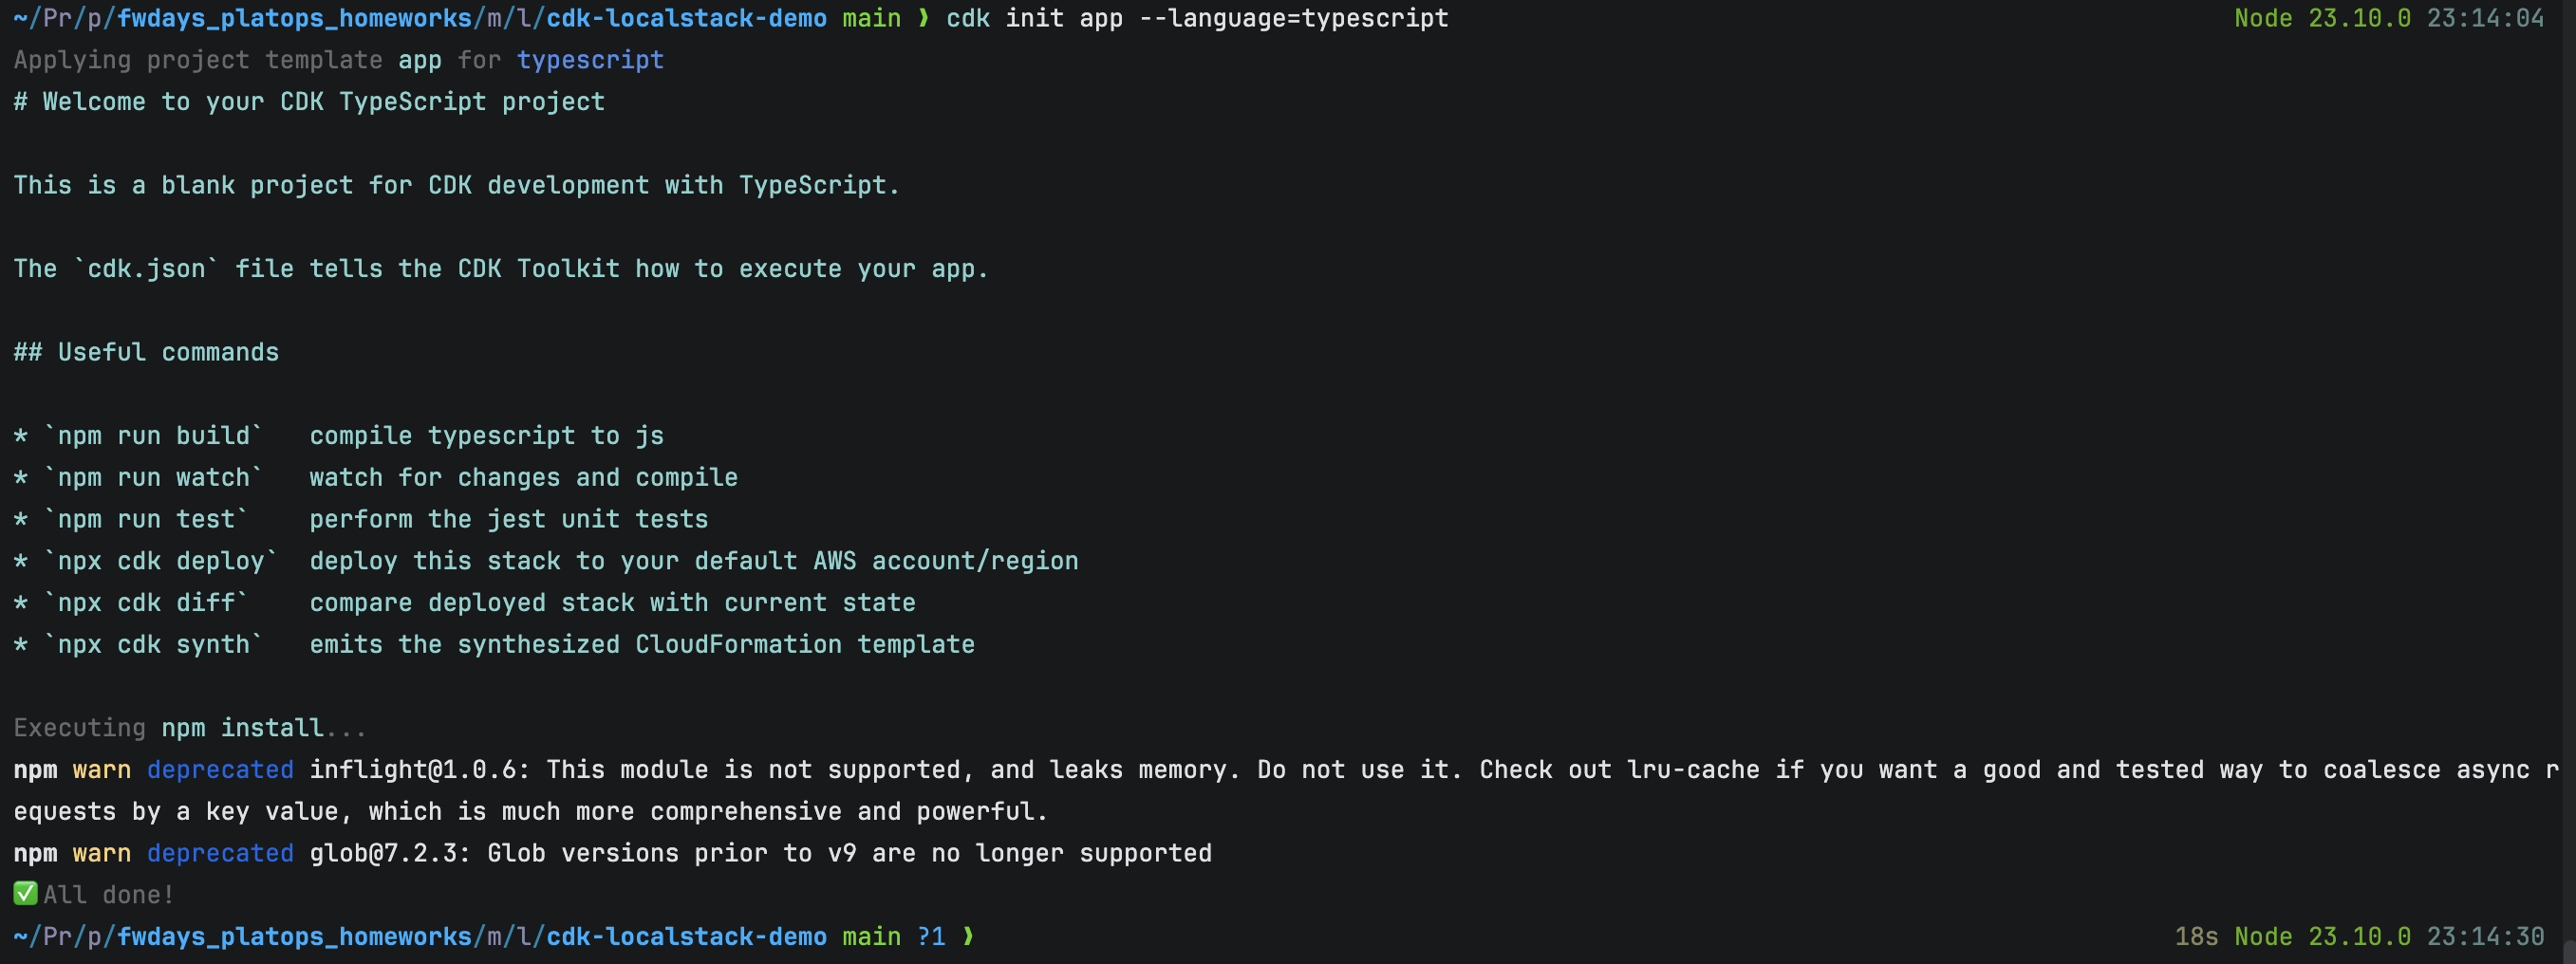 ~/Pr/p/fwdays_platops_homeworks/m/l/cdk-localstack-demo main ❱ cdk init app --language=typescript Node 23.10.0 23:14:04
Applying project template app for typescript
# Welcome to your CDK TypeScript project
This is a blank project for CDK development with TypeScript.
The `cdk.json` file tells the CDK Toolkit how to execute your app.
## Useful commands
* `npm run build`   compile typescript to js
* `npm run watch`   watch for changes and compile
* `npm run test`    perform the jest unit tests
* `npx cdk deploy`  deploy this stack to your default AWS account/region
* `npx cdk diff`    compare deployed stack with current state
* `npx cdk synth`   emits the synthesized CloudFormation template
Executing npm install...
npm warn deprecated inflight@1.0.6: This module is not supported, and leaks memory. Do not use it. Check out lru-cache if you want a good and tested way to coalesce async r
equests by a key value, which is much more comprehensive and powerful.
npm warn deprecated glob@7.2.3: Glob versions prior to v9 are no longer supported
✅ All done!
~/Pr/p/fwdays_platops_homeworks/m/l/cdk-localstack-demo main ?1 ❱ 18s Node 23.10.0 23:14:30